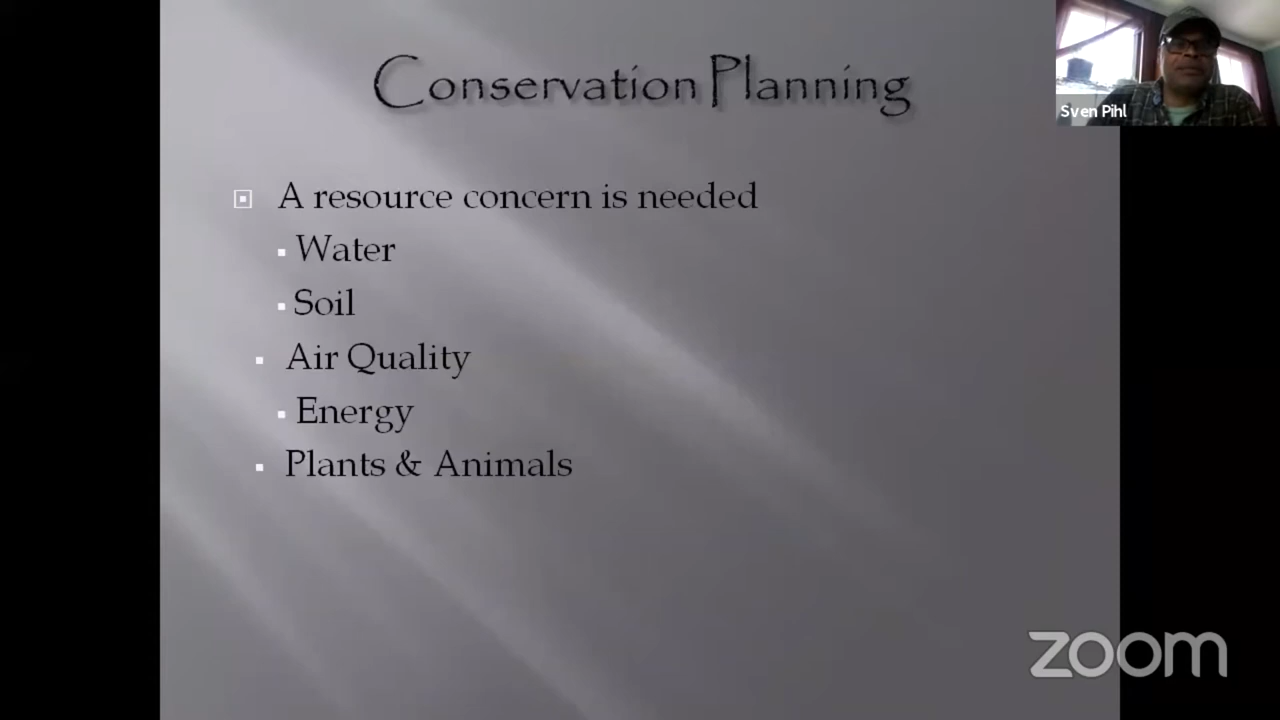 Conservation Planning
Sven Pihl
A resource concern is needed
Water
Soil
Air Quality
Energy
Plants & Animals
zoom